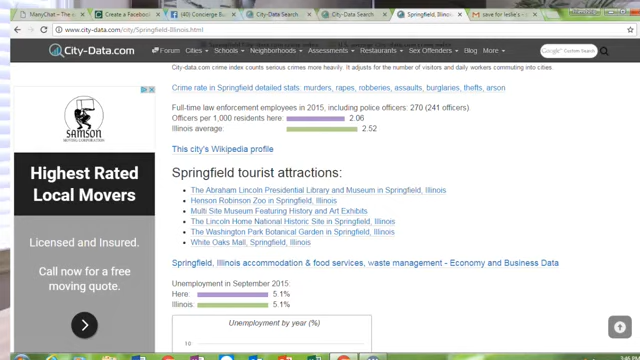 ManyChat – The
Create a Facebook
(40) Concierge B
City-Data Search
City-Data Search
Springfield, Illinois
save for leslie's -
www.city-data.com/city/Springfield-Illinois.html
City-Data.com
Forum Cities Schools Neighborhoods Assessments Restaurants Sex Offenders Blog More
Google Custom Search
City-data.com crime index counts serious crimes more heavily. It adjusts for the number of visitors and daily workers commuting into cities.
Crime rate in Springfield detailed stats: murders, rapes, robberies, assaults, burglaries, thefts, arson
Full-time law enforcement employees in 2015, including police officers: 270 (241 officers).
Officers per 1,000 residents here: 2.06
Illinois average: 2.52
This city's Wikipedia profile
Springfield tourist attractions:
The Abraham Lincoln Presidential Library and Museum in Springfield, Illinois
Henson Robinson Zoo in Springfield, Illinois
Multi Site Museum Featuring History and Art Exhibits
The Lincoln Home National Historic Site in Springfield, Illinois
The Washington Park Botanical Garden in Springfield, Illinois
White Oaks Mall, Springfield, Illinois
Springfield, Illinois accommodation & food services, waste management - Economy and Business Data
Unemployment in September 2015:
Here: 5.1%
Illinois: 5.1%
Unemployment by year (%)
10
SAMSON
MOVING CORPORATION
Highest Rated
Local Movers
Licensed and Insured.
Call now for a free
moving quote.